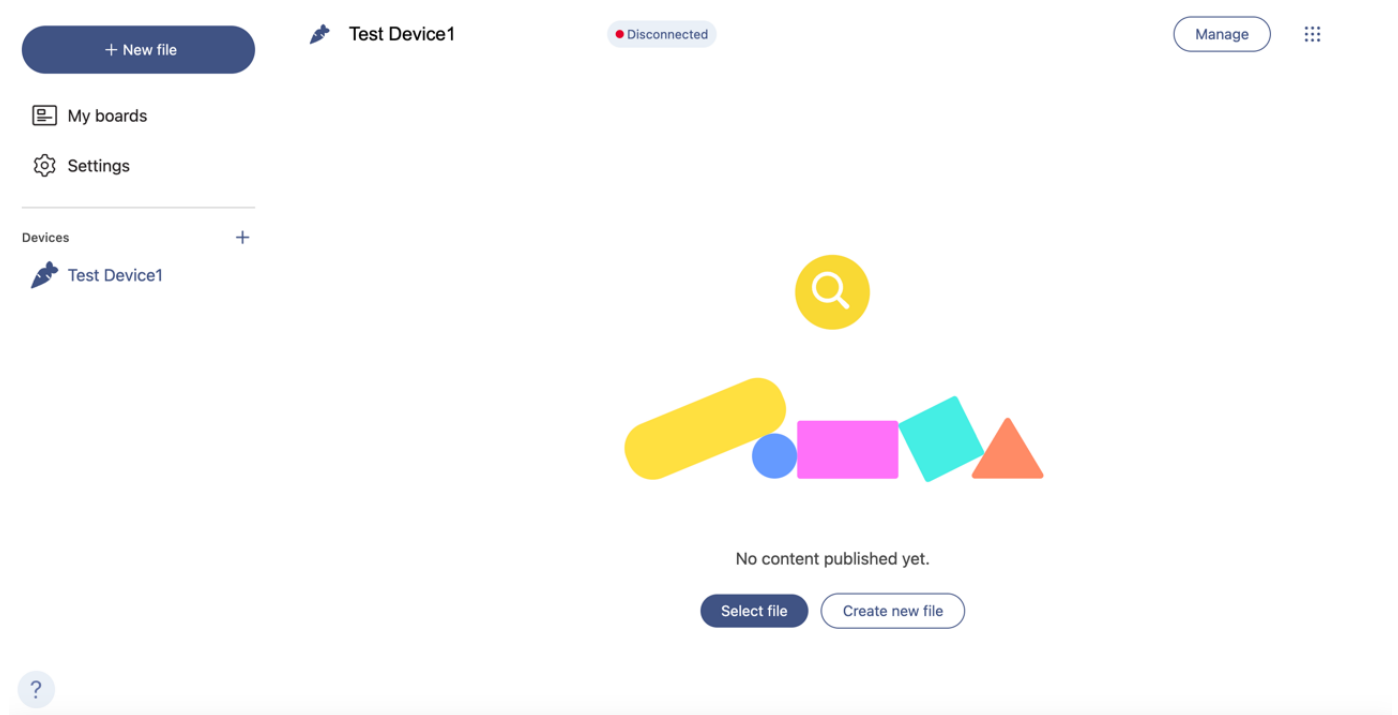 + New file
My boards
Settings
Devices
Test Device1
Test Device1
Disconnected
Manage
No content published yet.
Select file
Create new file
?